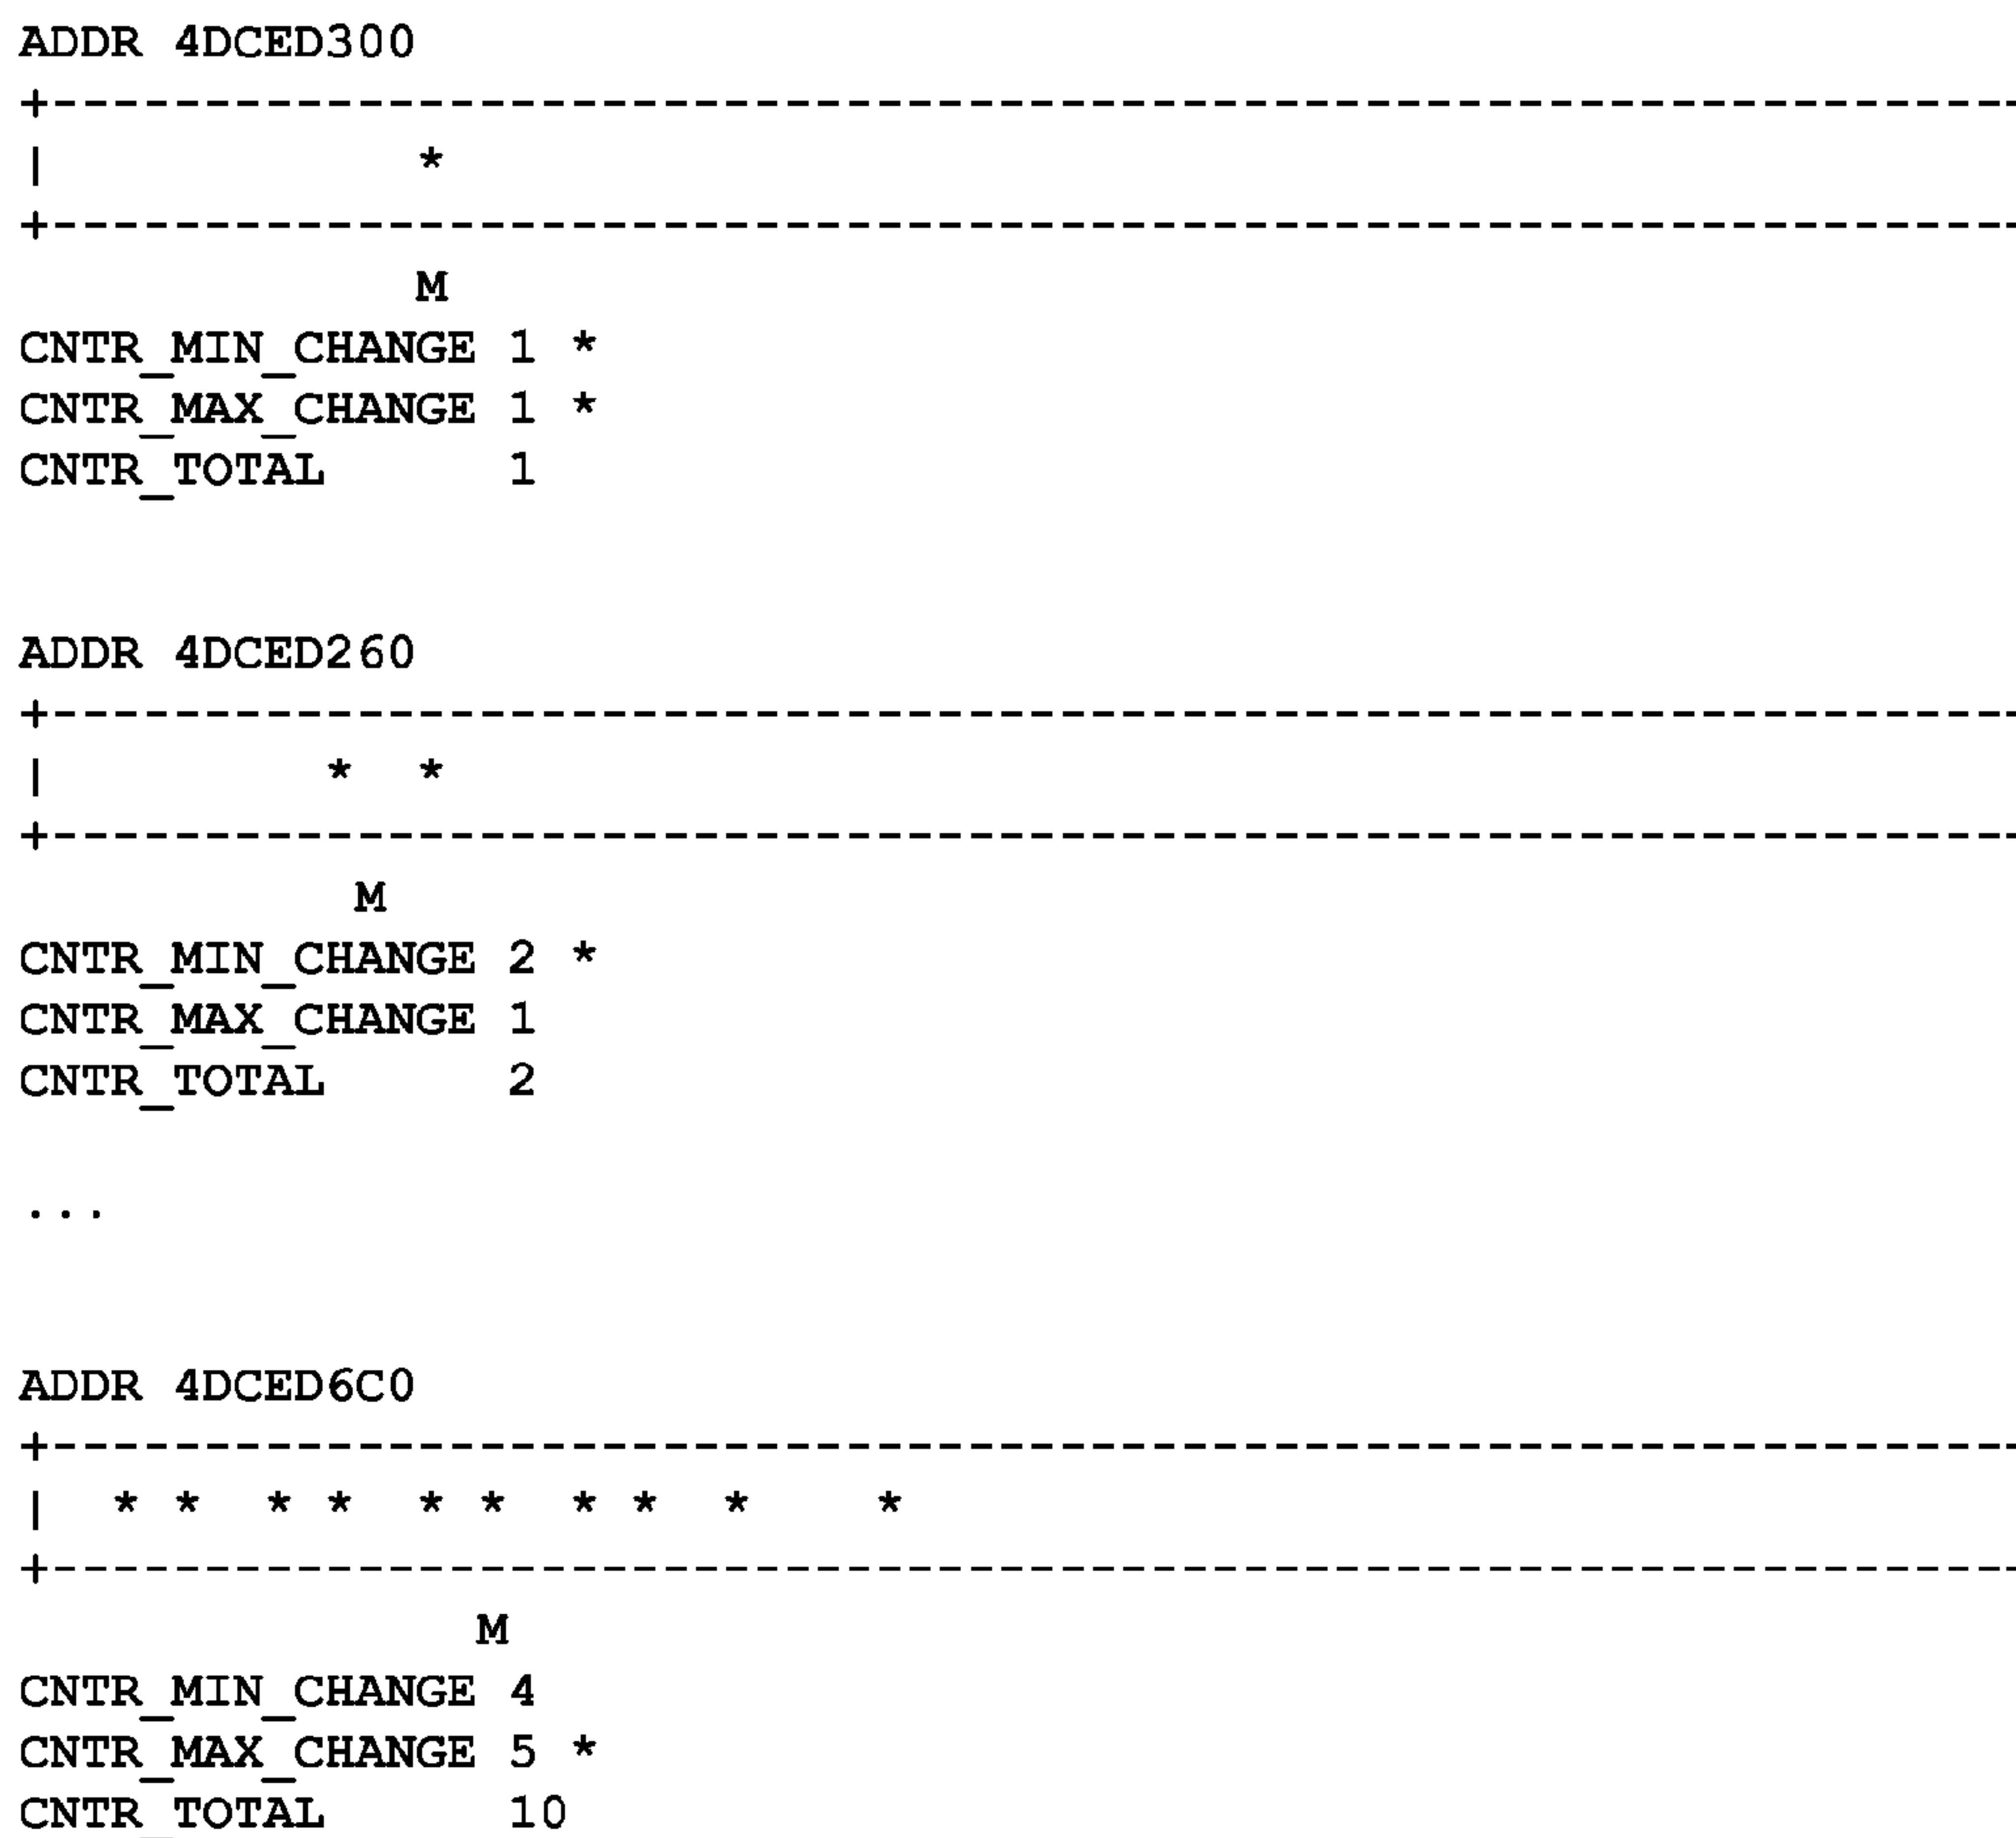 ADDR 4DCED300
+-----------------------------------------------------------------
|            *
+-----------------------------------------------------------------
             M
CNTR_MIN_CHANGE 1 *
CNTR_MAX_CHANGE 1 *
CNTR_TOTAL      1
ADDR 4DCED260
+-----------------------------------------------------------------
|         *  *
+-----------------------------------------------------------------
           M
CNTR_MIN_CHANGE 2 *
CNTR_MAX_CHANGE 1
CNTR_TOTAL      2
...
ADDR 4DCED6C0
+-----------------------------------------------------------------
|  * *  * *  * *  * *  *    *
+-----------------------------------------------------------------
               M
CNTR_MIN_CHANGE 4
CNTR_MAX_CHANGE 5 *
CNTR_TOTAL      10